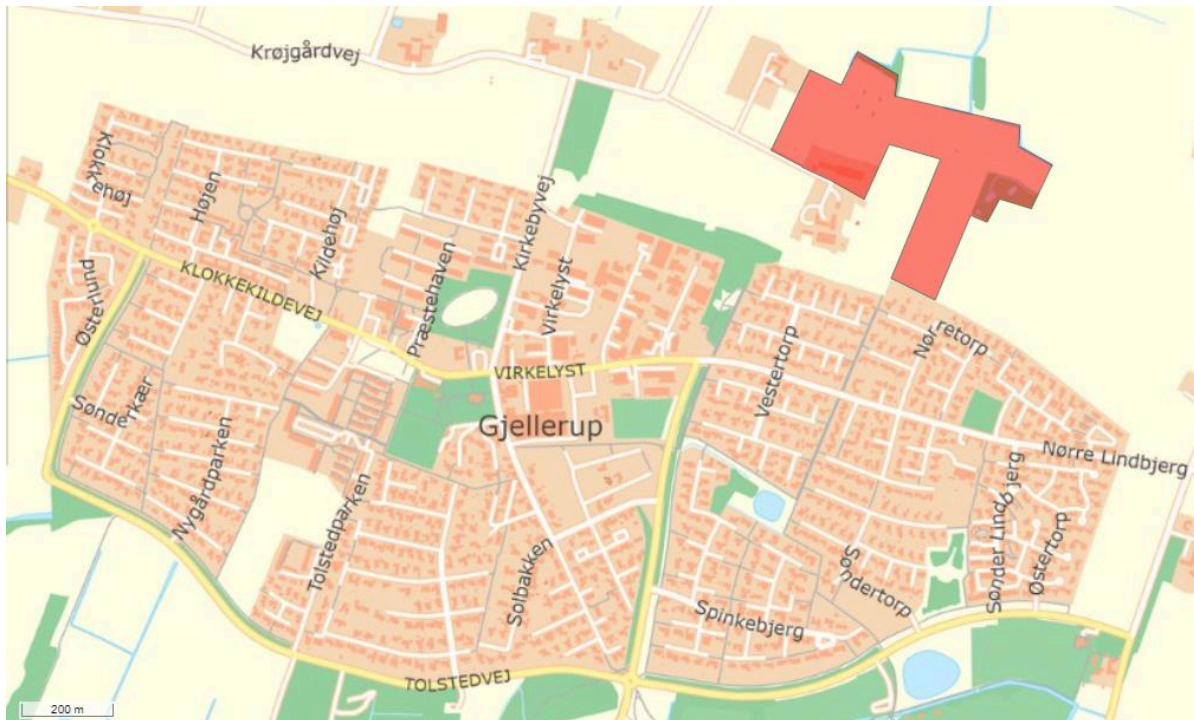 Krøjgårdvej
Klokkehøj
Højen
Kildehøj
Præstehaven
Kirkebyvej
Virkelyst
KLOKKEKILDEVEJ
Østerlund
VIRKELYST
Vestertorp
Nørretorp
Sønderkær
Nygårdparken
Gjellerup
Nørre Lindbjerg
Tolstedparken
Solbakken
Spinkebjerg
Søndertorp
Sønder Lindbjerg
Østertorp
TOLSTEDVEJ
200 m